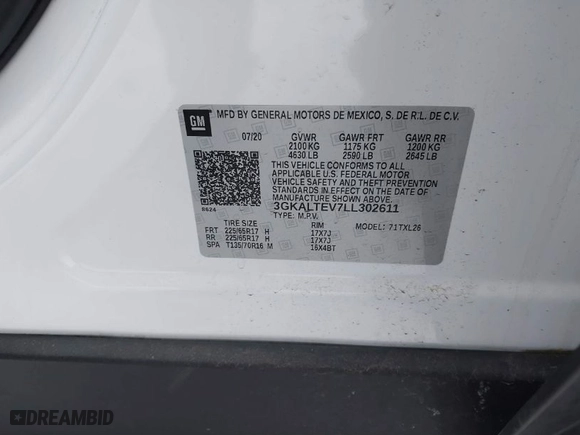 GM
MFD BY GENERAL MOTORS DE MEXICO, S. DE R.L. DE C.V.
07/20 GVWR GAWR FRT GAWR RR
2100 KG 1175 KG 1200 KG
4630 LB 2590 LB 2645 LB
THIS VEHICLE CONFORMS TO ALL
APPLICABLE U.S. FEDERAL MOTOR
VEHICLE SAFETY, BUMPER, AND THEFT
PREVENTION STANDARDS IN EFFECT ON
THE DATE OF MANUFACTURE SHOWN ABOVE.
8624
3GKALTEV7LL302611
TYPE: M.P.V. MODEL: 71TXL26
TIRE SIZE RIM
FRT 225/65R17 H 17X7J
RR 225/65R17 H 17X7J
SPA T135/70R16 M 16X4BT
DREAMBID